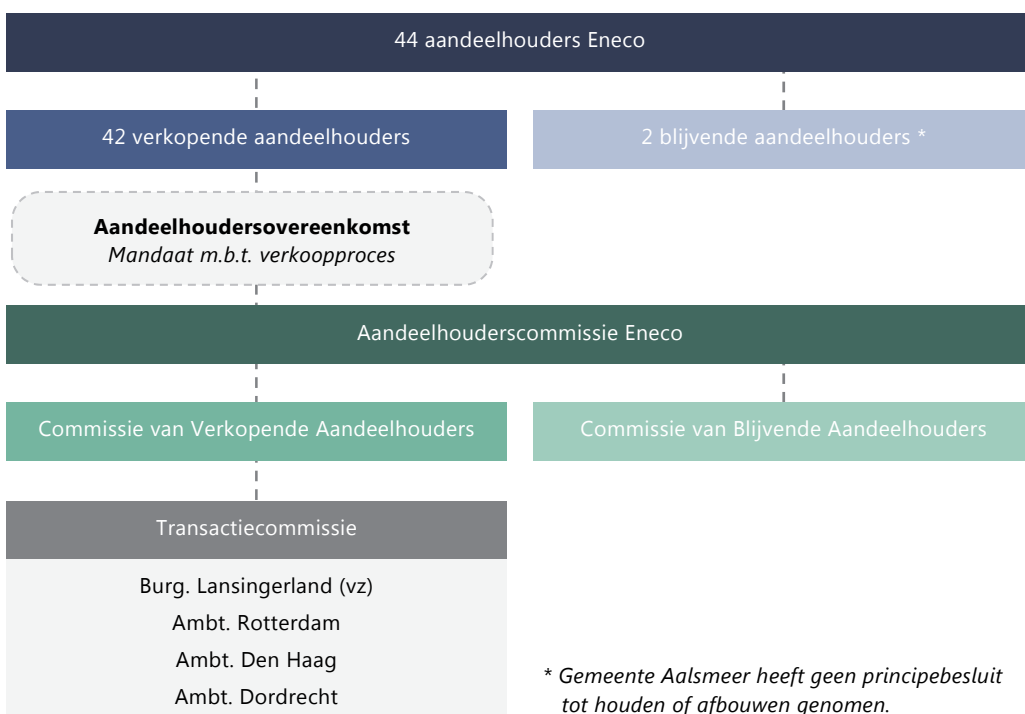 44 aandeelhouders Eneco
42 verkopende aandeelhouders
2 blijvende aandeelhouders *
Aandeelhoudersovereenkomst
Mandaat m.b.t. verkoopproces
Aandeelhouderscommissie Eneco
Commissie van Verkopende Aandeelhouders
Commissie van Blijvende Aandeelhouders
Transactiecommissie
Burg. Lansingerland (vz)
Ambt. Rotterdam
Ambt. Den Haag
Ambt. Dordrecht
* Gemeente Aalsmeer heeft geen principebesluit
tot houden of afbouwen genomen.